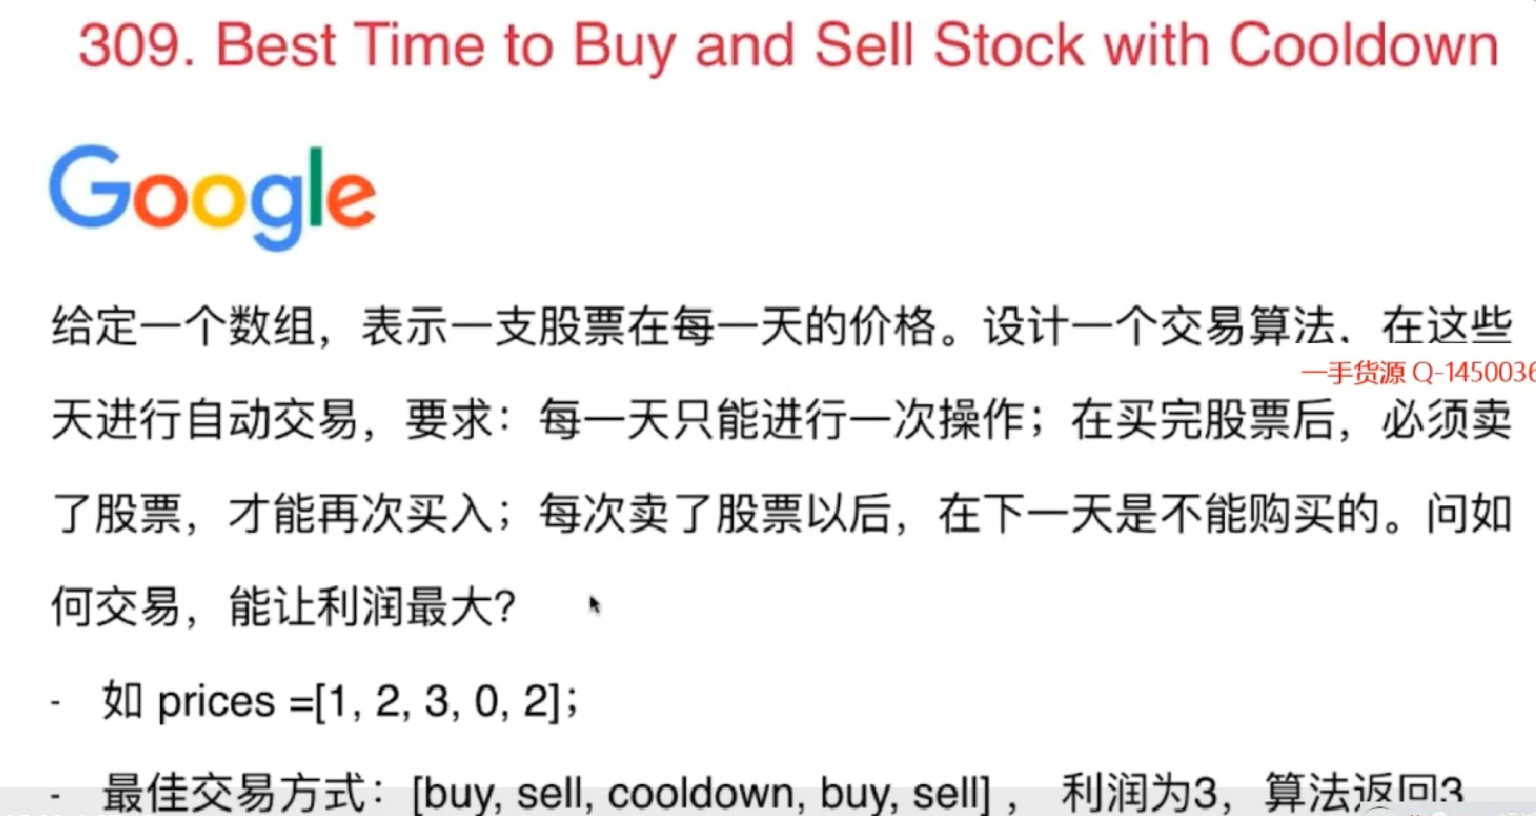 309. Best Time to Buy and Sell Stock with Cooldown
Google
给定一个数组，表示一支股票在每一天的价格。设计一个交易算法，在这些
一手货源 Q-1450036
天进行自动交易，要求：每一天只能进行一次操作；在买完股票后，必须卖
了股票，才能再次买入；每次卖了股票以后，在下一天是不能购买的。问如
何交易，能让利润最大？
- 如 prices =[1, 2, 3, 0, 2]；
- 最佳交易方式：[buy, sell, cooldown, buy, sell] ， 利润为3，算法返回3